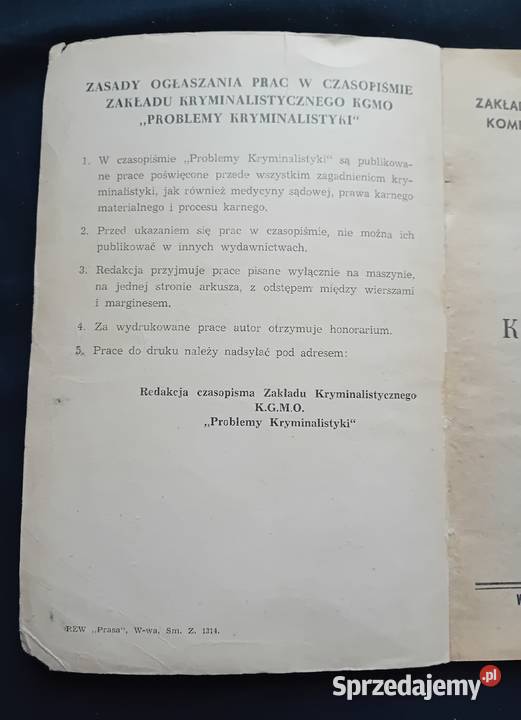 ZASADY OGŁASZANIA PRAC W CZASOPIŚMIE
ZAKŁADU KRYMINALISTYCZNEGO KGMO
„PROBLEMY KRYMINALISTYKI"
1. W czasopiśmie „Problemy Kryminalistyki" są publikowa-
ne prace poświęcone przede wszystkim zagadnieniom kry-
minalistyki, jak również medycyny sądowej, prawa karnego
materialnego i procesu karnego.
2. Przed ukazaniem się prac w czasopiśmie, nie można ich
publikować w innych wydawnictwach.
3. Redakcja przyjmuje prace pisane wyłącznie na maszynie,
na jednej stronie arkusza, z odstępem między wierszami
i marginesem.
4. Za wydrukowane prace autor otrzymuje honorarium.
5. Prace do druku należy nadsyłać pod adresem:
Redakcja czasopisma Zakładu Kryminalistycznego
K.G.M.O.
„Problemy Kryminalistyki"
REW „Prasa", W-wa, Sm. Z. 1314.
ZAKŁAD
KOME
K
W
Sprzedajemy.pl